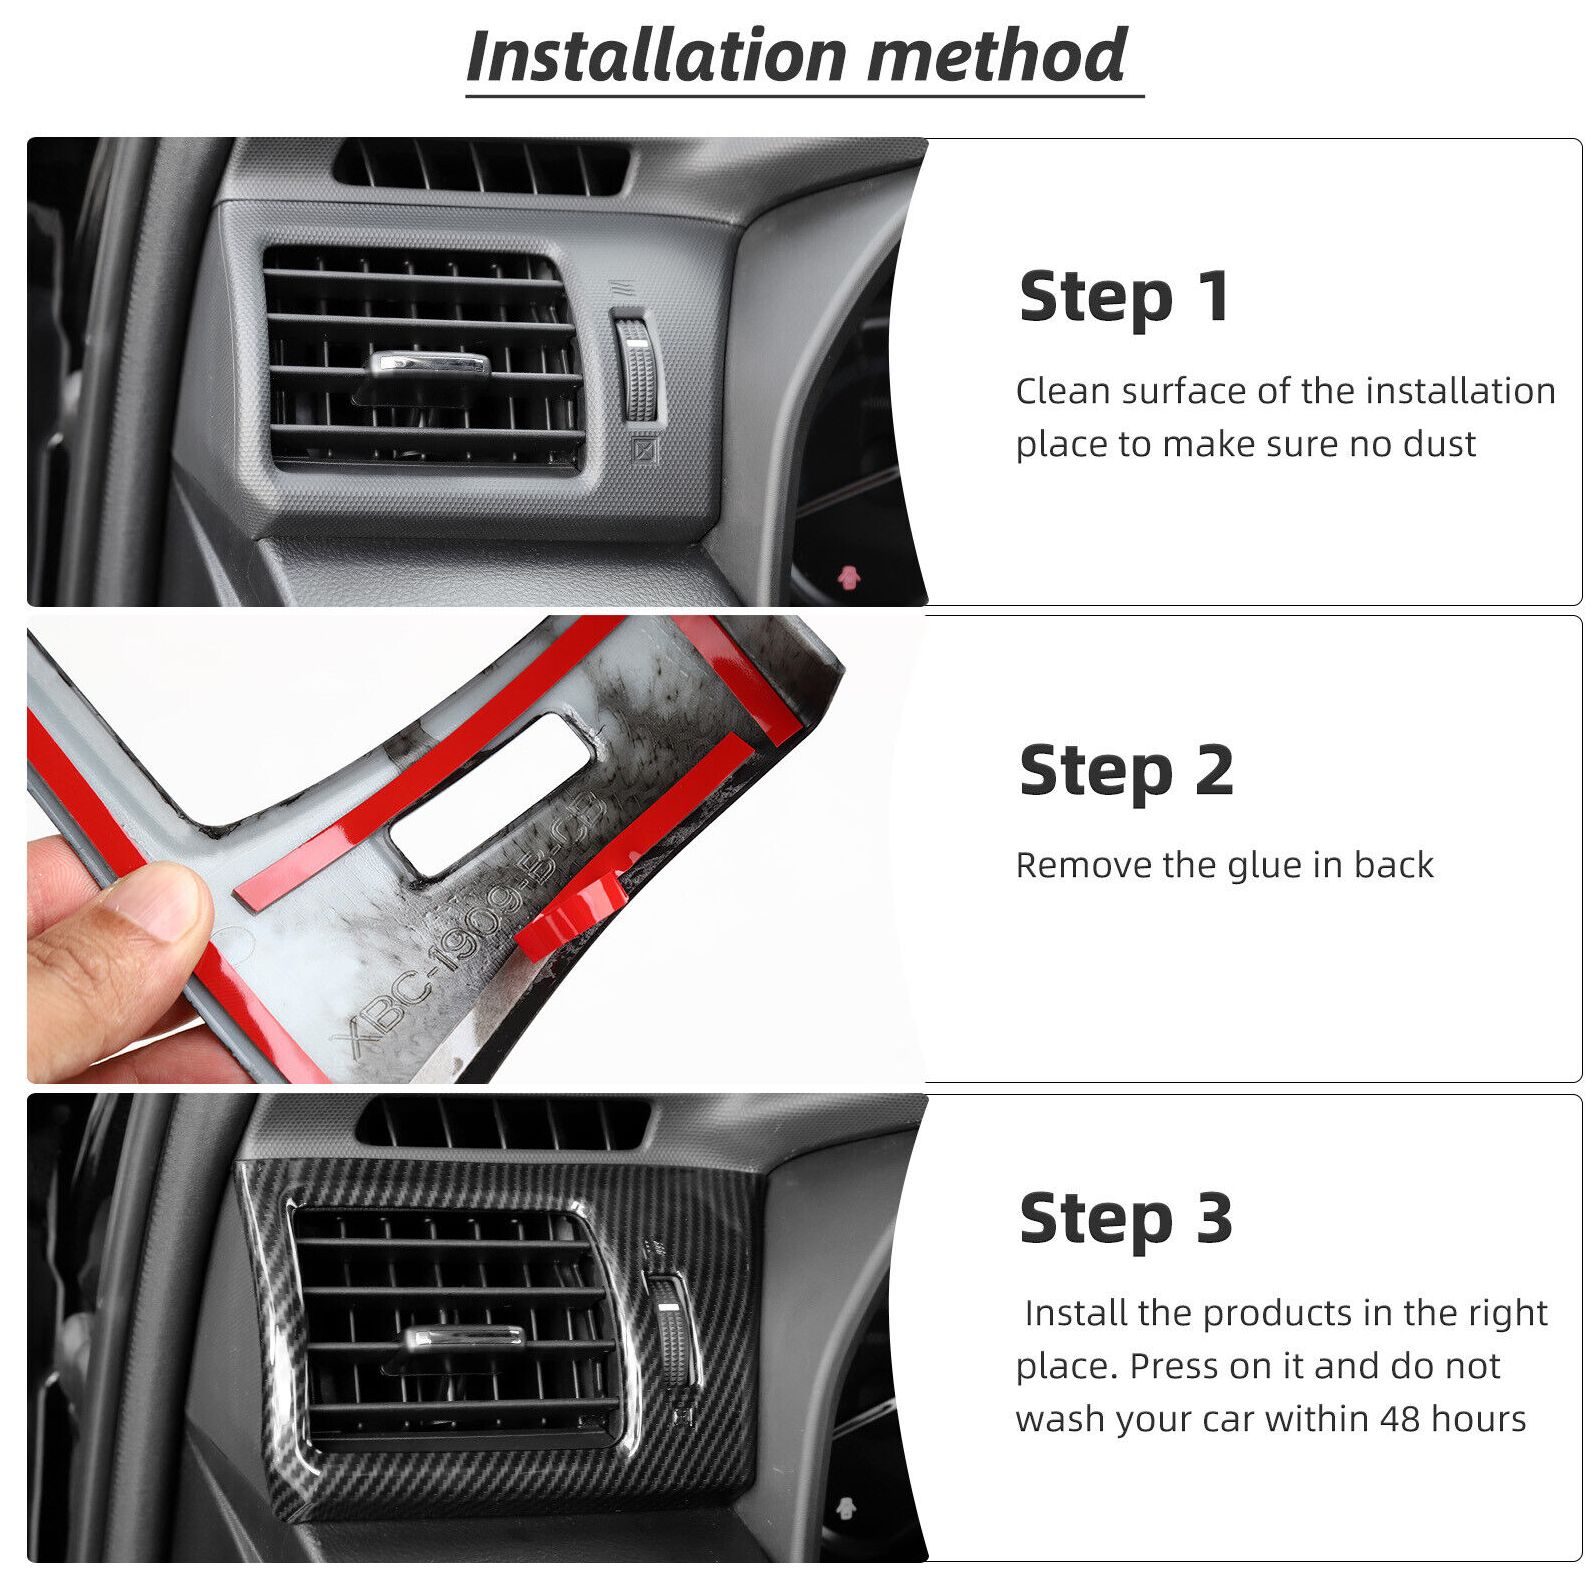 Installation method
Step 1
Clean surface of the installation
place to make sure no dust
Step 2
Remove the glue in back
XBC-1909-B-CB
Step 3
Install the products in the right
place. Press on it and do not
wash your car within 48 hours